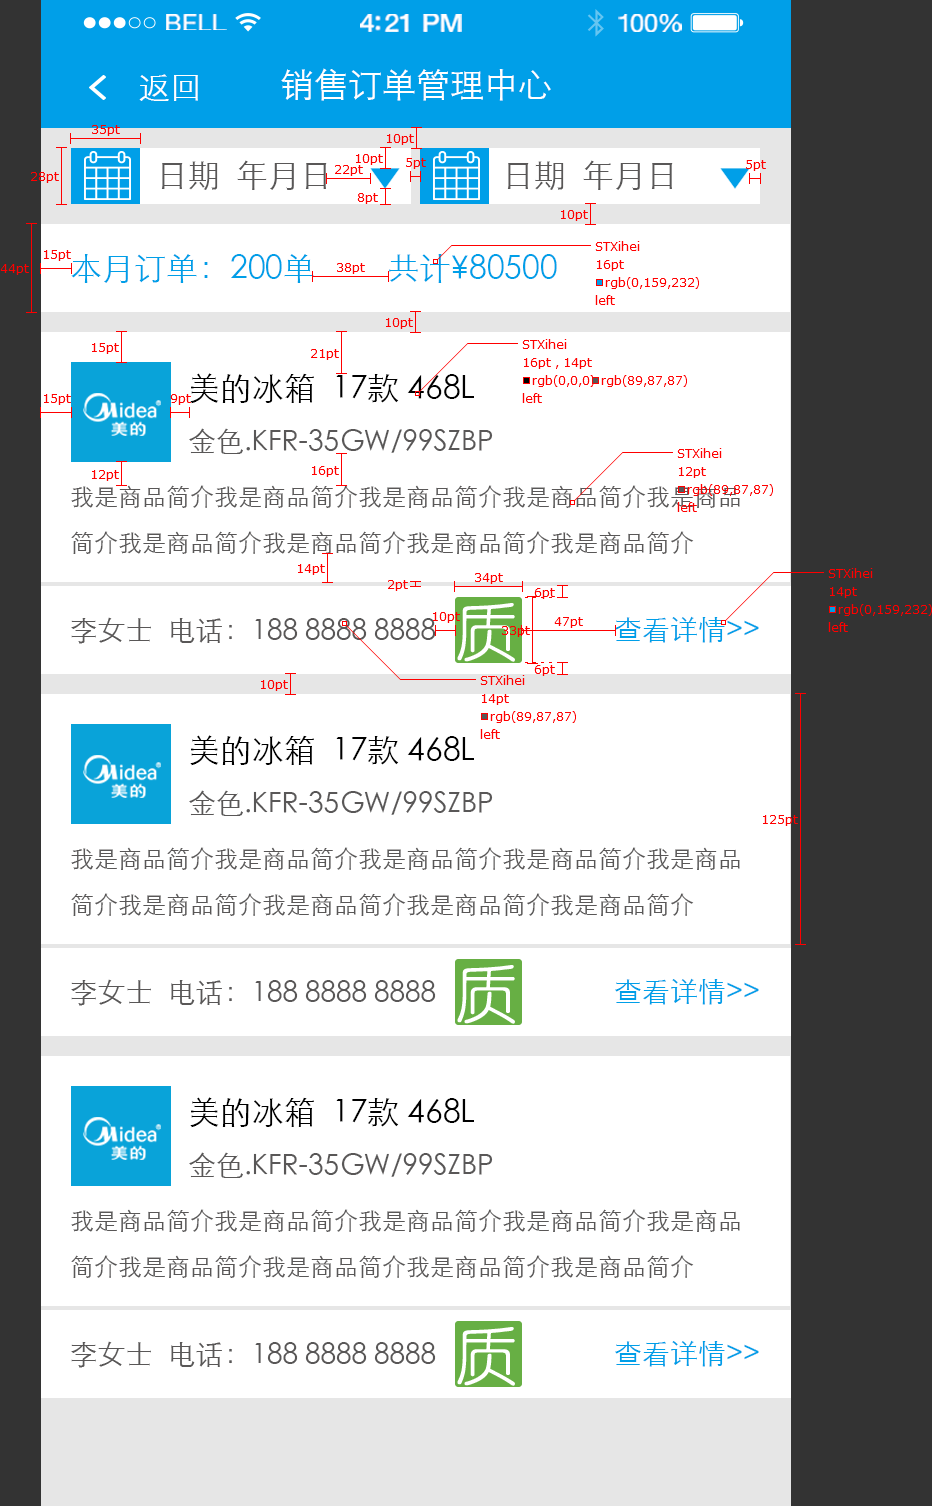 BELL 4:21 PM 100%
返回 销售订单管理中心
35pt 10pt
日期 年月日 日期 年月日
28pt 22pt 10pt 5pt 5pt
8pt
10pt
本月订单：200单 共计¥80500
44pt 15pt 38pt
STXihei
16pt
rgb(0,159,232)
left
10pt
15pt 21pt
STXihei
16pt , 14pt
rgb(0,0,0) rgb(89,87,87)
left
美的冰箱 17款 468L
15pt 9pt
Midea
美的
金色.KFR-35GW/99SZBP
12pt 16pt
STXihei
12pt
rgb(89,87,87)
left
我是商品简介我是商品简介我是商品简介我是商品简介我是商品
简介我是商品简介我是商品简介我是商品简介我是商品简介
14pt 2pt 34pt 6pt
STXihei
14pt
rgb(0,159,232)
left
李女士 电话：188 8888 8888 质 查看详情>>
10pt 33pt 47pt
6pt
10pt
STXihei
14pt
rgb(89,87,87)
left
美的冰箱 17款 468L
Midea
美的
金色.KFR-35GW/99SZBP
125pt
我是商品简介我是商品简介我是商品简介我是商品简介我是商品
简介我是商品简介我是商品简介我是商品简介我是商品简介
李女士 电话：188 8888 8888 质 查看详情>>
美的冰箱 17款 468L
Midea
美的
金色.KFR-35GW/99SZBP
我是商品简介我是商品简介我是商品简介我是商品简介我是商品
简介我是商品简介我是商品简介我是商品简介我是商品简介
李女士 电话：188 8888 8888 质 查看详情>>